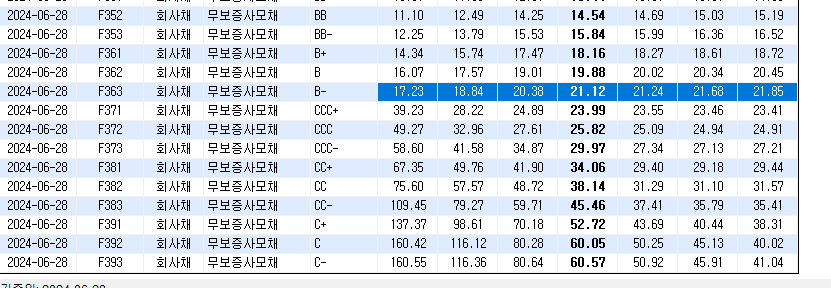 2024-06-28 F352 회사채 무보증사모채 BB 11.10 12.49 14.25 14.54 14.69 15.03 15.19
2024-06-28 F353 회사채 무보증사모채 BB- 12.25 13.79 15.53 15.84 15.99 16.36 16.52
2024-06-28 F361 회사채 무보증사모채 B+ 14.34 15.74 17.47 18.16 18.27 18.61 18.72
2024-06-28 F362 회사채 무보증사모채 B 16.07 17.57 19.01 19.88 20.02 20.34 20.45
2024-06-28 F363 회사채 무보증사모채 B- 17.23 18.84 20.38 21.12 21.24 21.68 21.85
2024-06-28 F371 회사채 무보증사모채 CCC+ 39.23 28.22 24.89 23.99 23.55 23.46 23.41
2024-06-28 F372 회사채 무보증사모채 CCC 49.27 32.96 27.61 25.82 25.09 24.94 24.91
2024-06-28 F373 회사채 무보증사모채 CCC- 58.60 41.58 34.87 29.97 27.34 27.13 27.21
2024-06-28 F381 회사채 무보증사모채 CC+ 67.35 49.76 41.90 34.06 29.40 29.18 29.44
2024-06-28 F382 회사채 무보증사모채 CC 75.60 57.57 48.72 38.14 31.29 31.10 31.57
2024-06-28 F383 회사채 무보증사모채 CC- 109.45 79.27 59.71 45.46 37.41 35.79 35.41
2024-06-28 F391 회사채 무보증사모채 C+ 137.37 98.61 70.18 52.72 43.69 40.44 38.31
2024-06-28 F392 회사채 무보증사모채 C 160.42 116.12 80.28 60.05 50.25 45.13 40.02
2024-06-28 F393 회사채 무보증사모채 C- 160.55 116.36 80.64 60.57 50.92 45.91 41.04